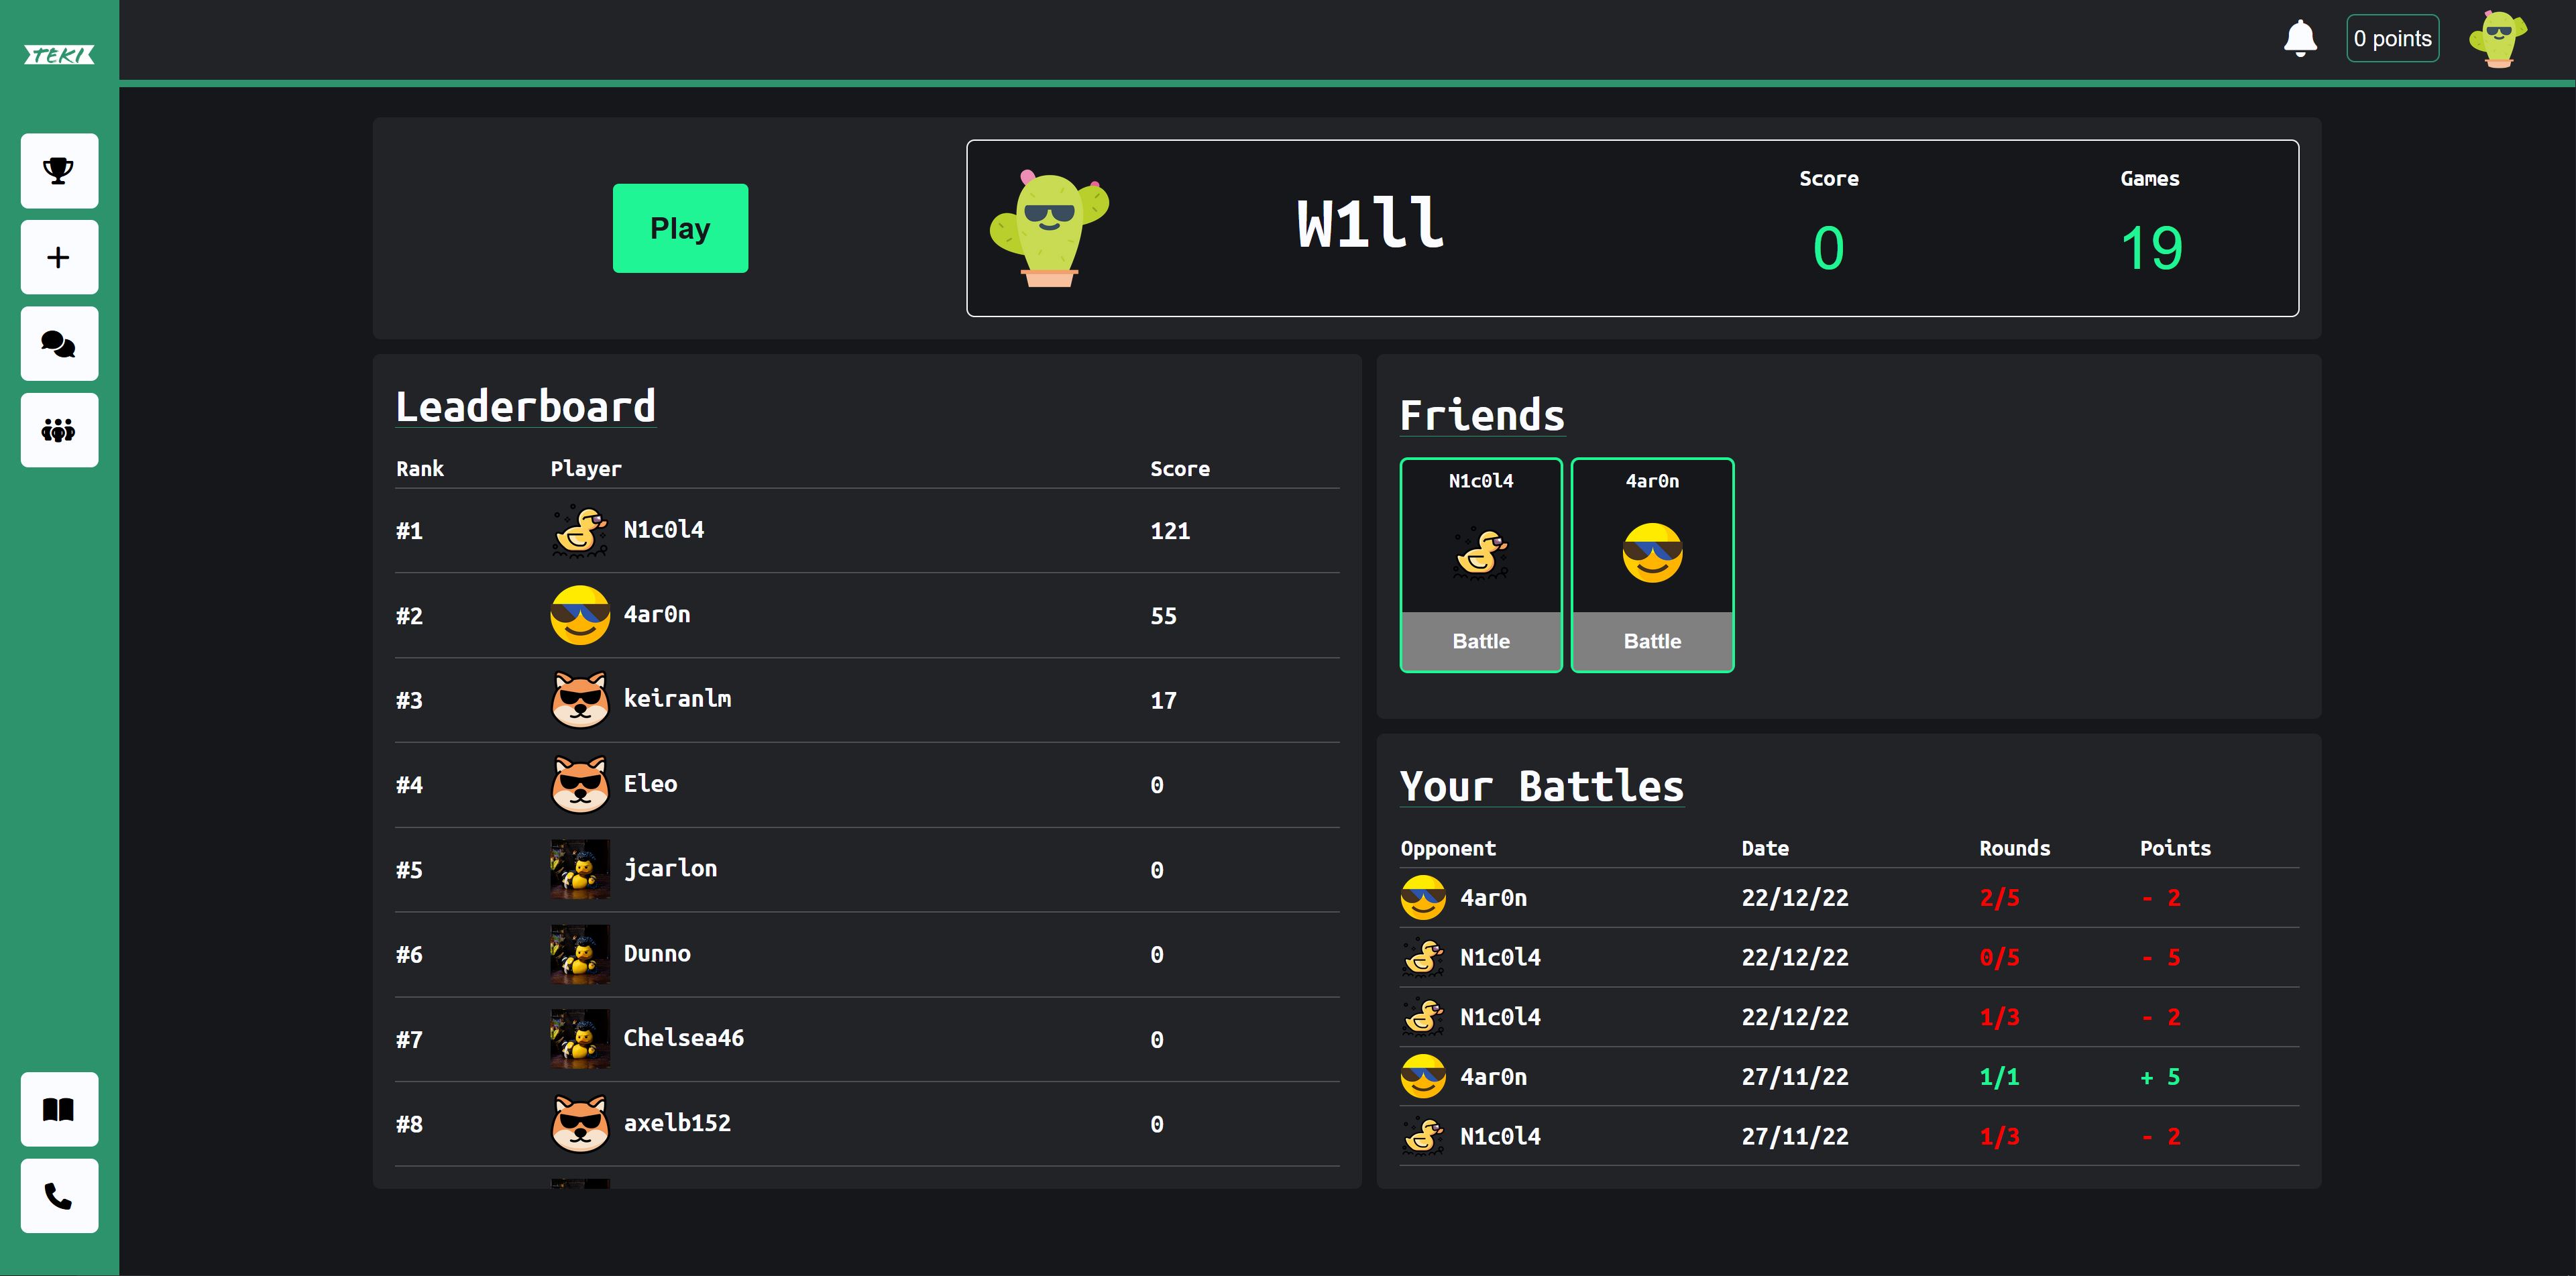 TEKI
0 points
Play
W1ll
Score
0
Games
19
Leaderboard
Rank Player Score
#1 N1c0l4 121
#2 4ar0n 55
#3 keiranlm 17
#4 Eleo 0
#5 jcarlon 0
#6 Dunno 0
#7 Chelsea46 0
#8 axelb152 0
Friends
N1c0l4
Battle
4ar0n
Battle
Your Battles
Opponent Date Rounds Points
4ar0n 22/12/22 2/5 - 2
N1c0l4 22/12/22 0/5 - 5
N1c0l4 22/12/22 1/3 - 2
4ar0n 27/11/22 1/1 + 5
N1c0l4 27/11/22 1/3 - 2